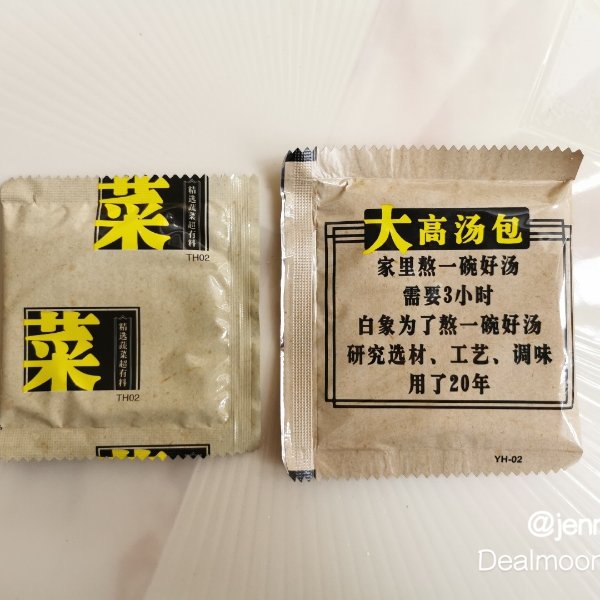 菜
精选蔬菜超有料
TH02
菜
精选蔬菜超有料
TH02
大高汤包
家里熬一碗好汤
需要3小时
白象为了熬一碗好汤
研究选材、工艺、调味
用了20年
YH-02
@jenn
Dealmoon